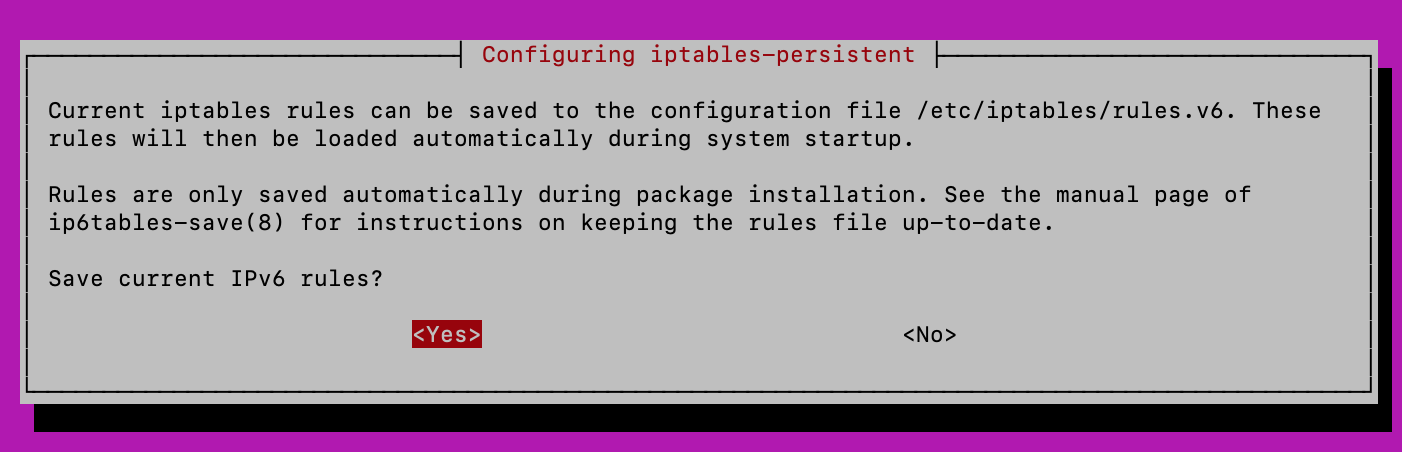 Configuring iptables-persistent
Current iptables rules can be saved to the configuration file /etc/iptables/rules.v6. These
rules will then be loaded automatically during system startup.
Rules are only saved automatically during package installation. See the manual page of
ip6tables-save(8) for instructions on keeping the rules file up-to-date.
Save current IPv6 rules?
<Yes> <No>